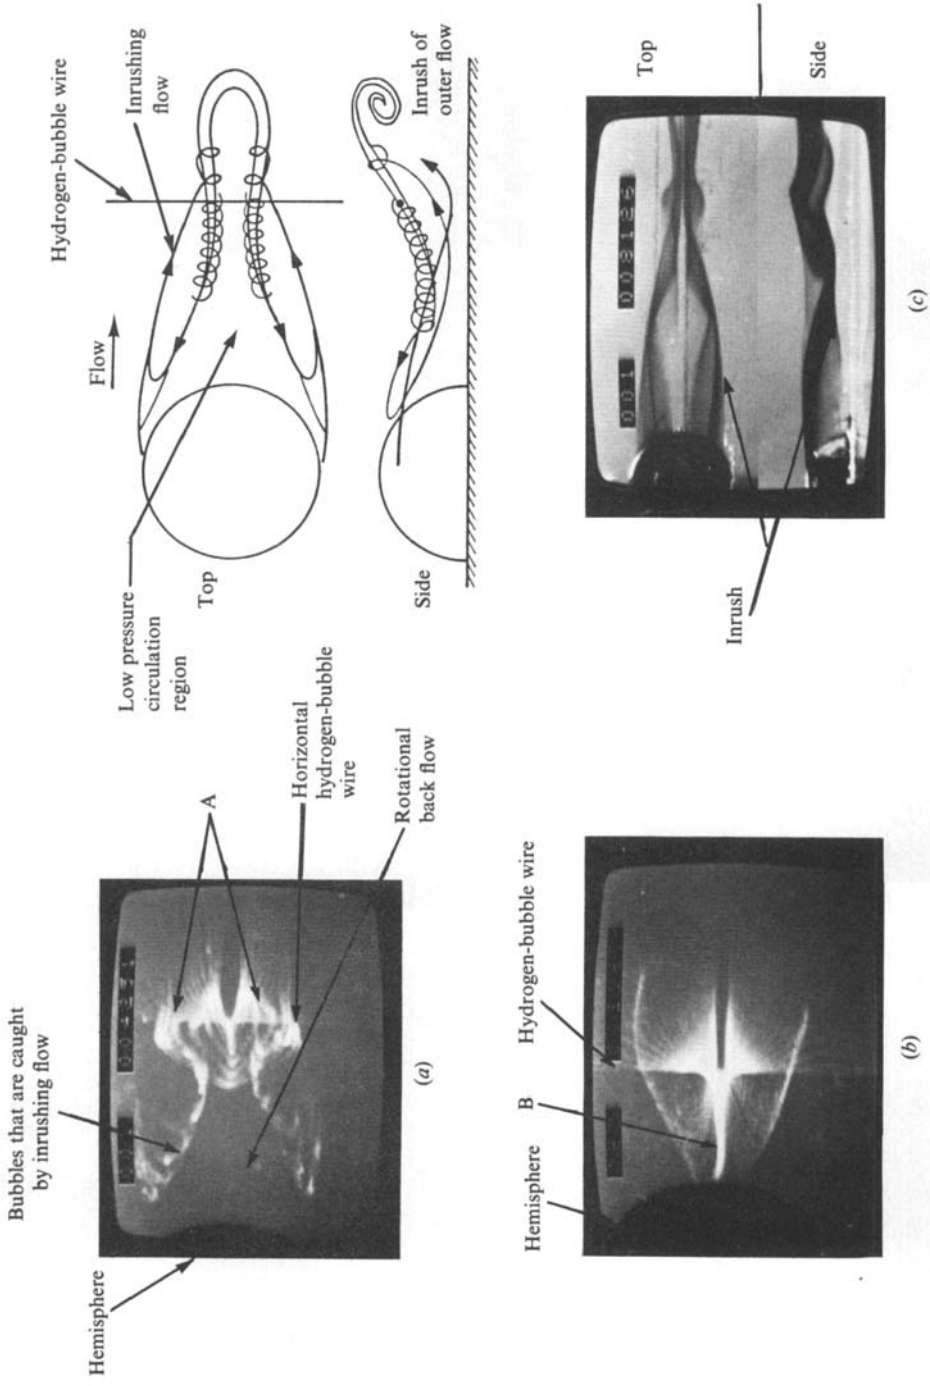 Bubbles that are caught
by inrushing flow
Hemisphere
A
Horizontal
hydrogen-bubble
wire
Rotational
back flow
(a)
Hydrogen-bubble wire
Inrushing
flow
Flow
Low pressure
circulation
region
Top
Side
Inrush of
outer flow
Hemisphere
B
Hydrogen-bubble wire
(b)
Top
Side
001
008126
Inrush
(c)